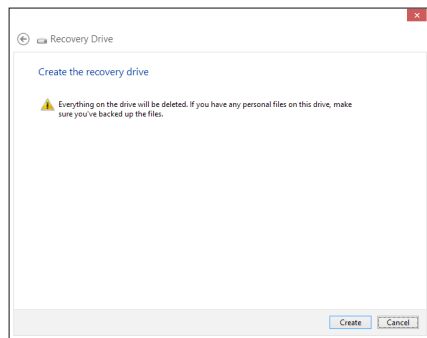 Recovery Drive
Create the recovery drive
Everything on the drive will be deleted. If you have any personal files on this drive, make
sure you've backed up the files.
Create Cancel